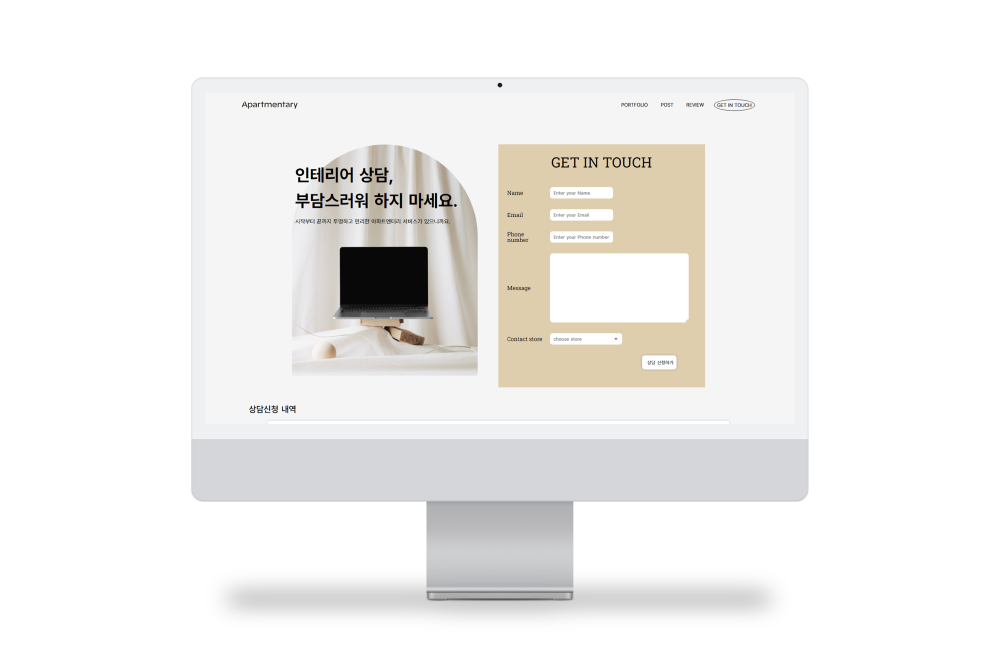 Apartmentary
PORTFOLIO POST REVIEW GET IN TOUCH
인테리어 상담,
부담스러워 하지 마세요.
시작부터 끝까지 투명하고 편리한 아파트멘터리 서비스가 있으니까요.
GET IN TOUCH
Name
Enter your Name
Email
Enter your Email
Phone
number
Enter your Phone number
Message
Contact store
choose store
상담 신청하기
상담신청 내역